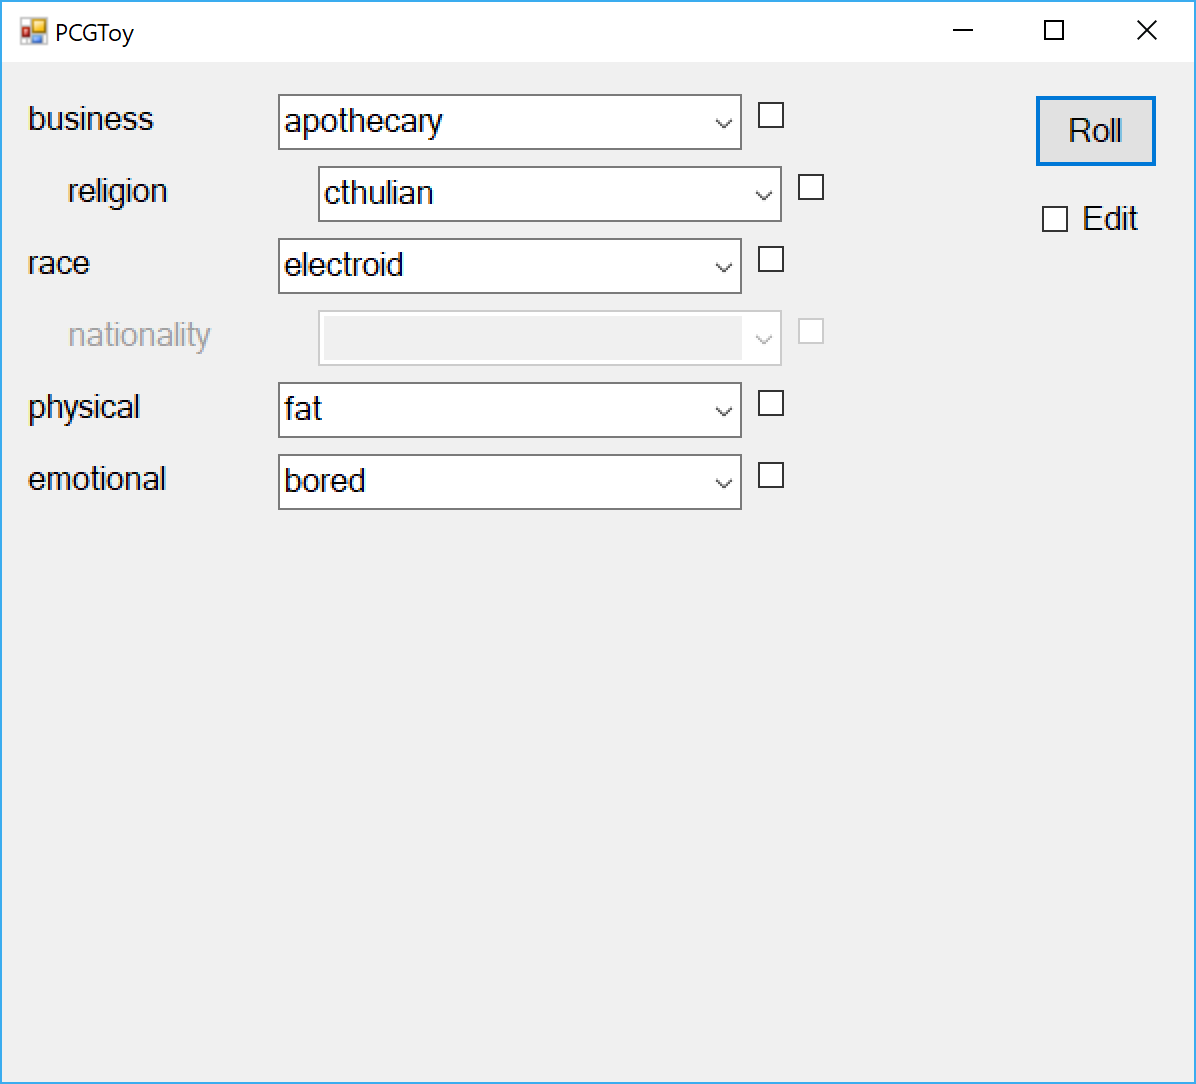 PCGToy
business apothecary Roll
religion cthulian
Edit
race electroid
nationality
physical fat
emotional bored